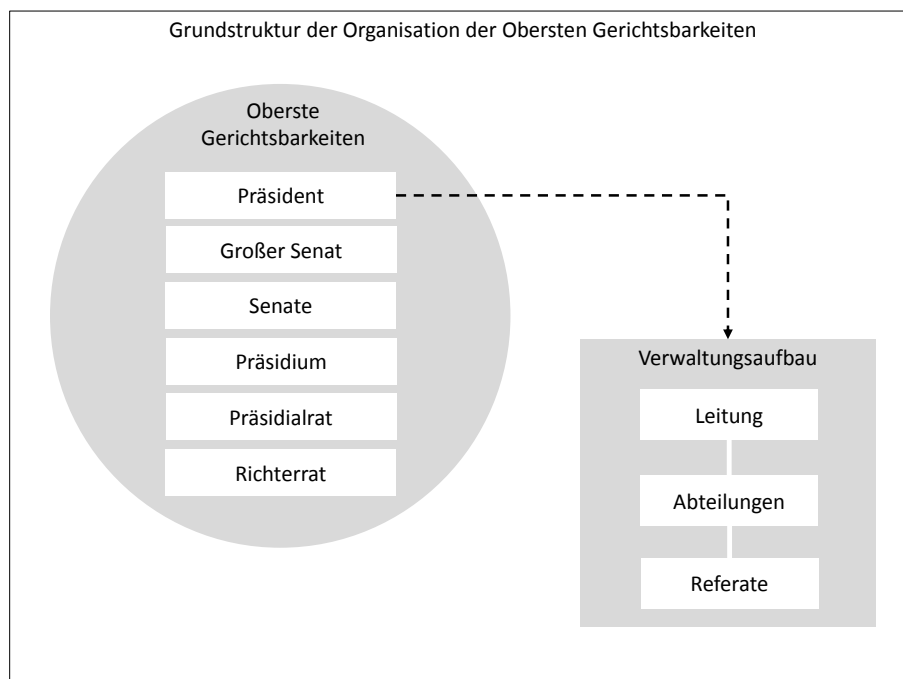 Grundstruktur der Organisation der Obersten Gerichtsbarkeiten
Oberste
Gerichtsbarkeiten
Präsident
Großer Senat
Senate
Präsidium
Präsidialrat
Richterrat
Verwaltungsaufbau
Leitung
Abteilungen
Referate